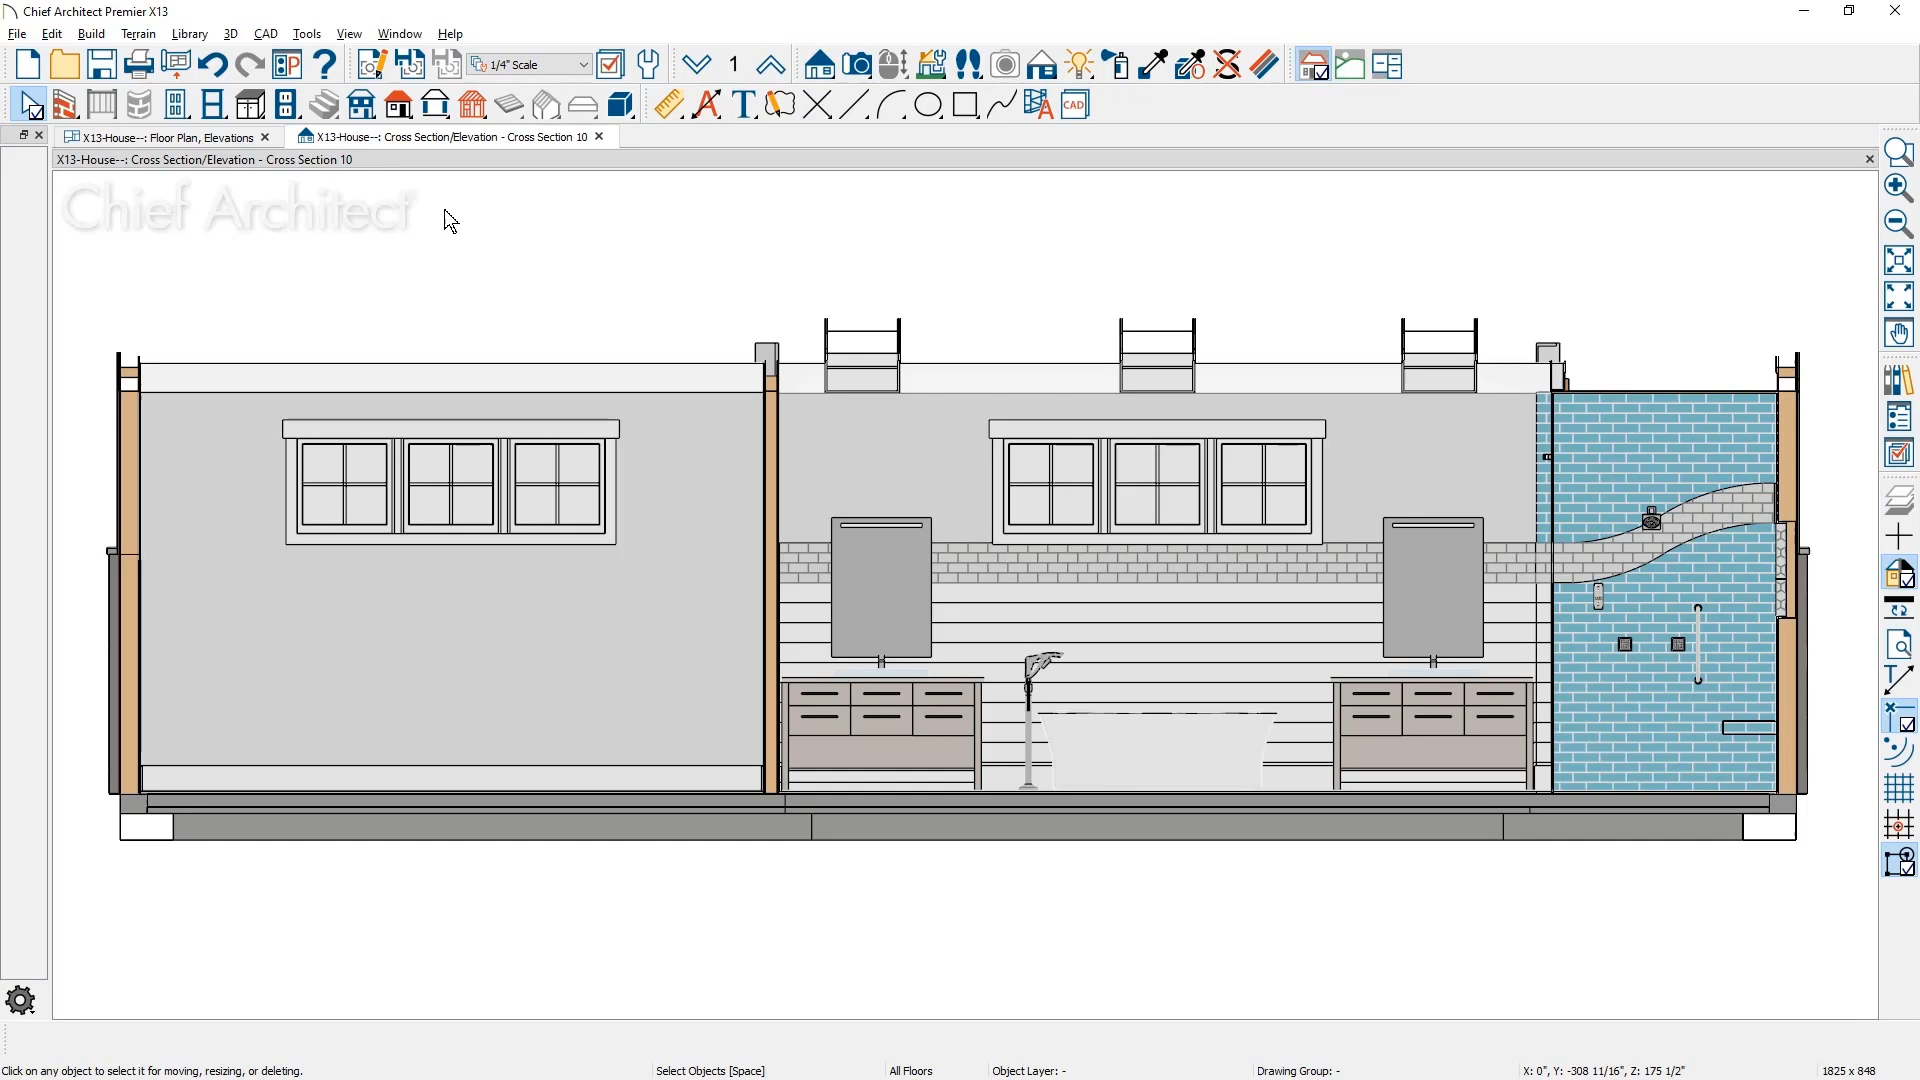 Chief Architect Premier X13
File Edit Build Terrain Library 3D CAD Tools View Window Help
1/4" Scale
1
CAD
X13-House--: Floor Plan, Elevations
X13-House--: Cross Section/Elevation - Cross Section 10
X13-House--: Cross Section/Elevation - Cross Section 10
Chief Architect
Click on any object to select it for moving, resizing, or deleting.
Select Objects [Space]
All Floors
Object Layer: -
Drawing Group: -
X: 0", Y: -308 11/16", Z: 175 1/2"
1825 x 848